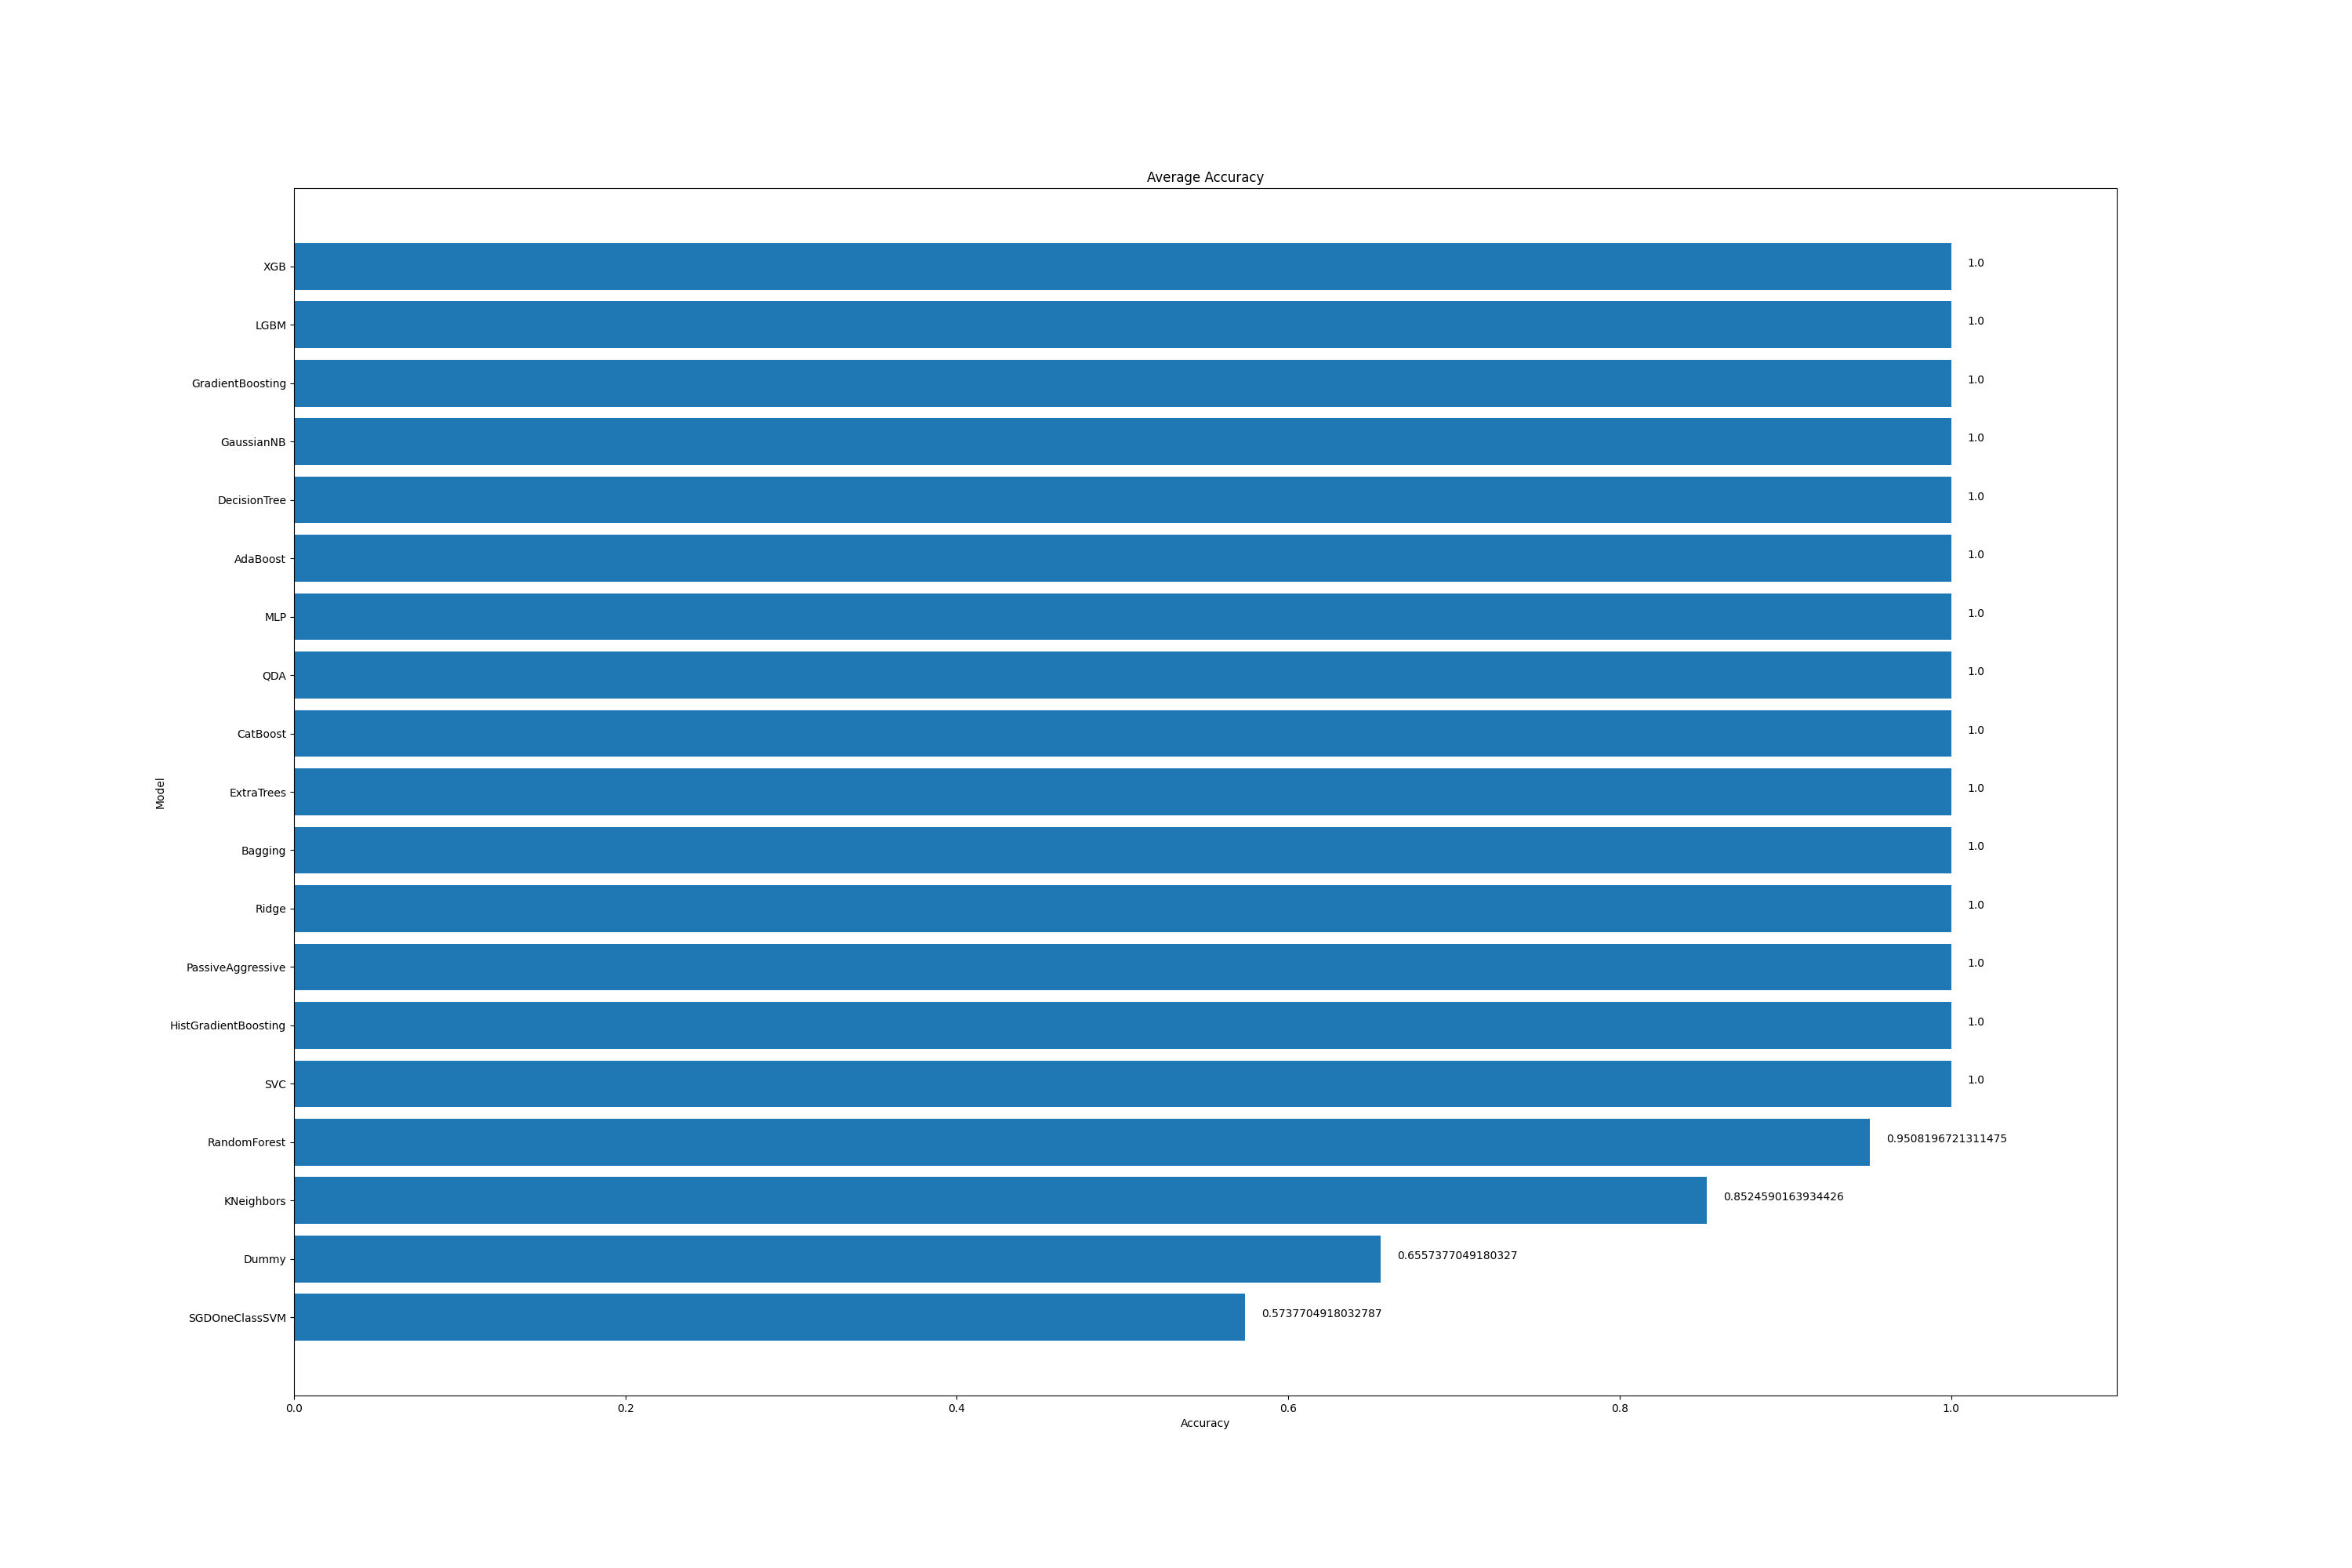 Average Accuracy
XGB 1.0
LGBM 1.0
GradientBoosting 1.0
GaussianNB 1.0
DecisionTree 1.0
AdaBoost 1.0
MLP 1.0
QDA 1.0
CatBoost 1.0
Model
ExtraTrees 1.0
Bagging 1.0
Ridge 1.0
PassiveAggressive 1.0
HistGradientBoosting 1.0
SVC 1.0
RandomForest 0.9508196721311475
KNeighbors 0.8524590163934426
Dummy 0.6557377049180327
SGDOneClassSVM 0.5737704918032787
0.0 0.2 0.4 0.6 0.8 1.0
Accuracy